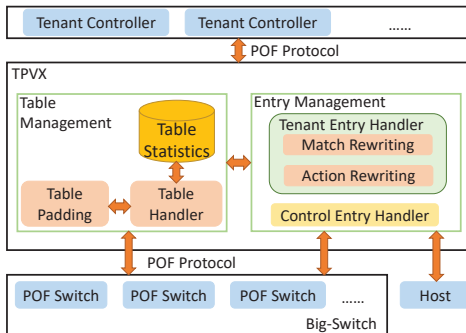 Tenant Controller
Tenant Controller
......
POF Protocol
TPVX
Table
Management
Table
Statistics
Table
Padding
Table
Handler
Entry Management
Tenant Entry Handler
Match Rewriting
Action Rewriting
Control Entry Handler
POF Protocol
POF Switch
POF Switch
POF Switch
......
Big-Switch
Host